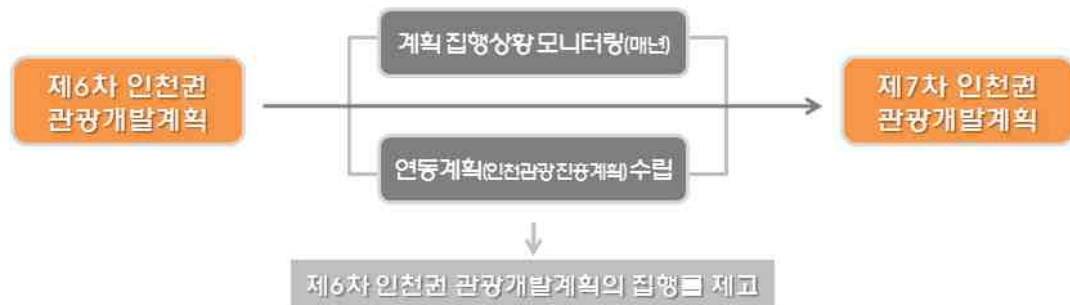 계획 집행상황 모니터링(매년)
제6차 인천권
관광개발계획
제7차 인천권
관광개발계획
연동계획(인천관광진흥계획) 수립
제6차 인천권 관광개발계획의 집행률 제고